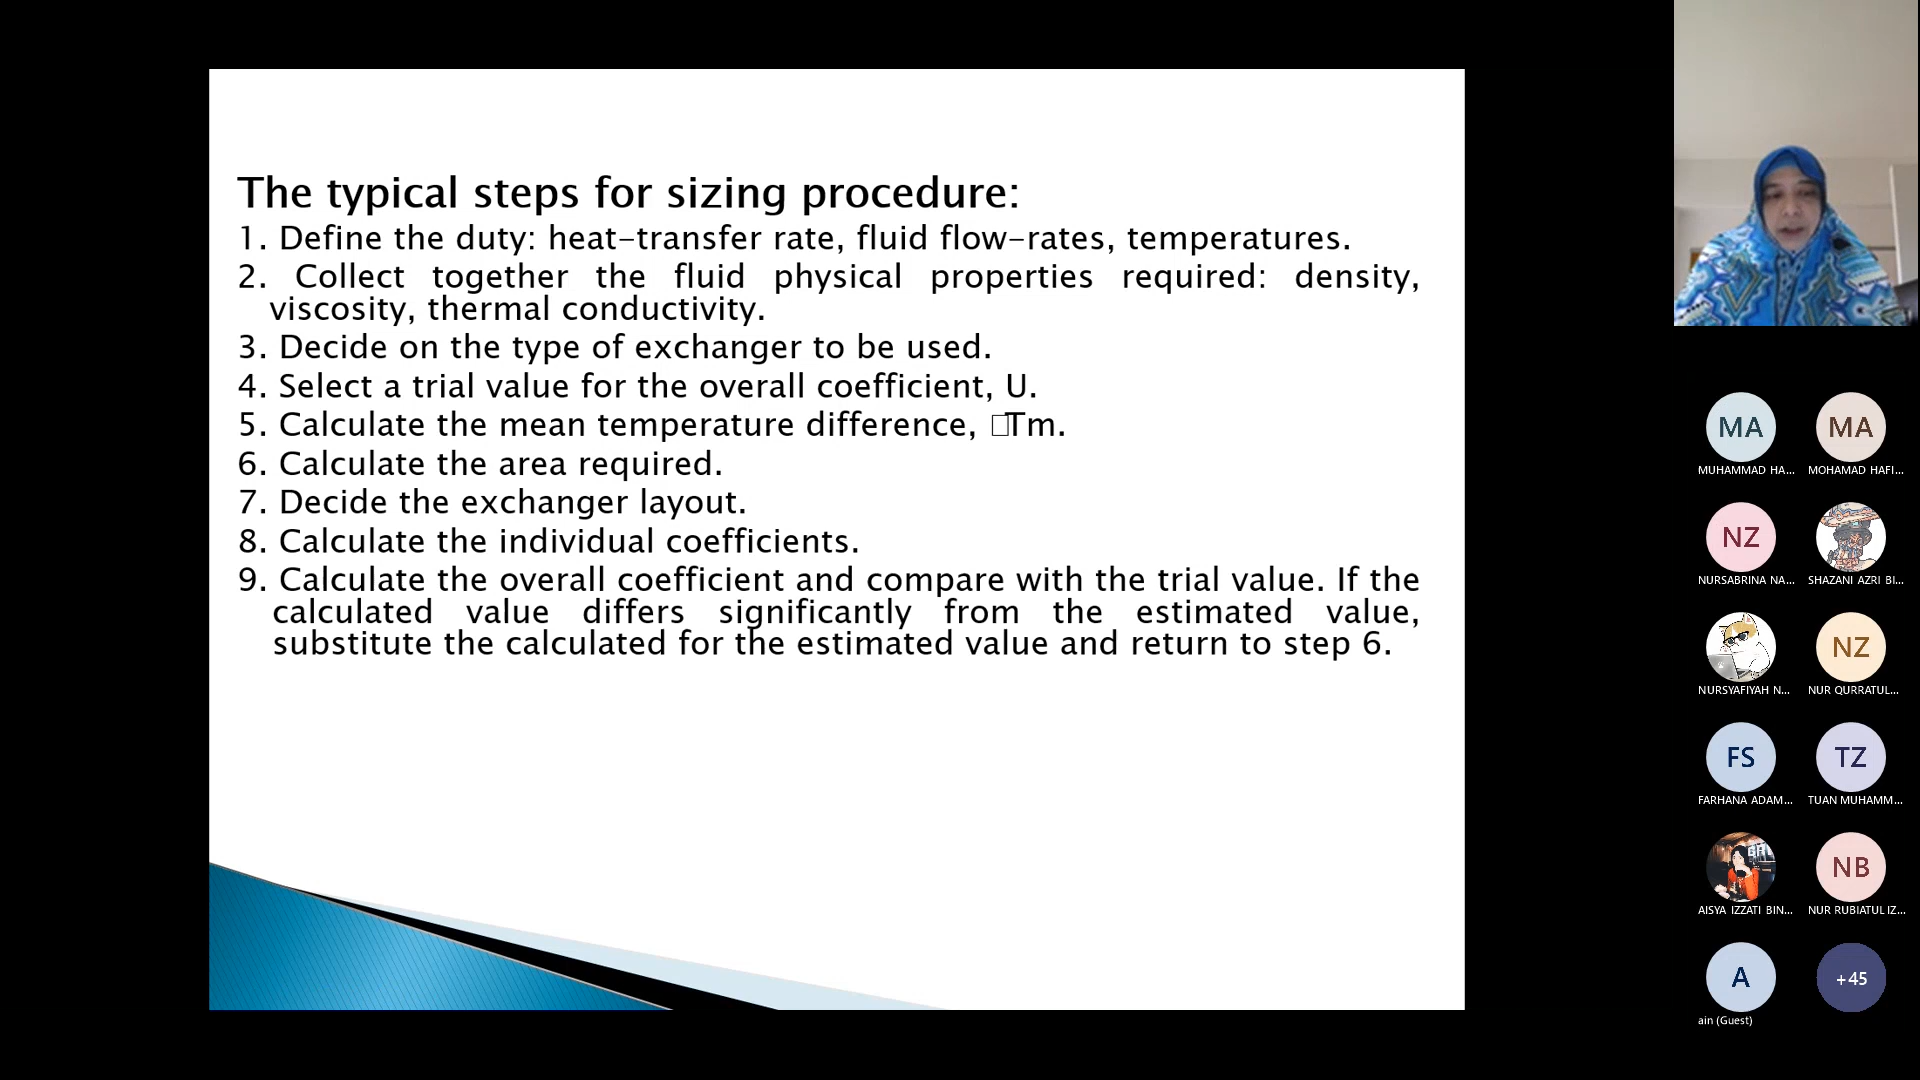 The typical steps for sizing procedure:
1. Define the duty: heat-transfer rate, fluid flow-rates, temperatures.
2. Collect together the fluid physical properties required: density,
viscosity, thermal conductivity.
3. Decide on the type of exchanger to be used.
4. Select a trial value for the overall coefficient, U.
5. Calculate the mean temperature difference, □Tm.
6. Calculate the area required.
7. Decide the exchanger layout.
8. Calculate the individual coefficients.
9. Calculate the overall coefficient and compare with the trial value. If the
calculated value differs significantly from the estimated value,
substitute the calculated for the estimated value and return to step 6.
MA
MA
MUHAMMAD HA...
MOHAMAD HAFI...
NZ
NURSABRINA NA...
SHAZANI AZRI BI...
NZ
NURSYAFIYAH N...
NUR QURRATUL...
FS
TZ
FARHANA ADAM...
TUAN MUHAMM...
NB
AISYA IZZATI BIN...
NUR RUBIATUL IZ...
A
+45
ain (Guest)